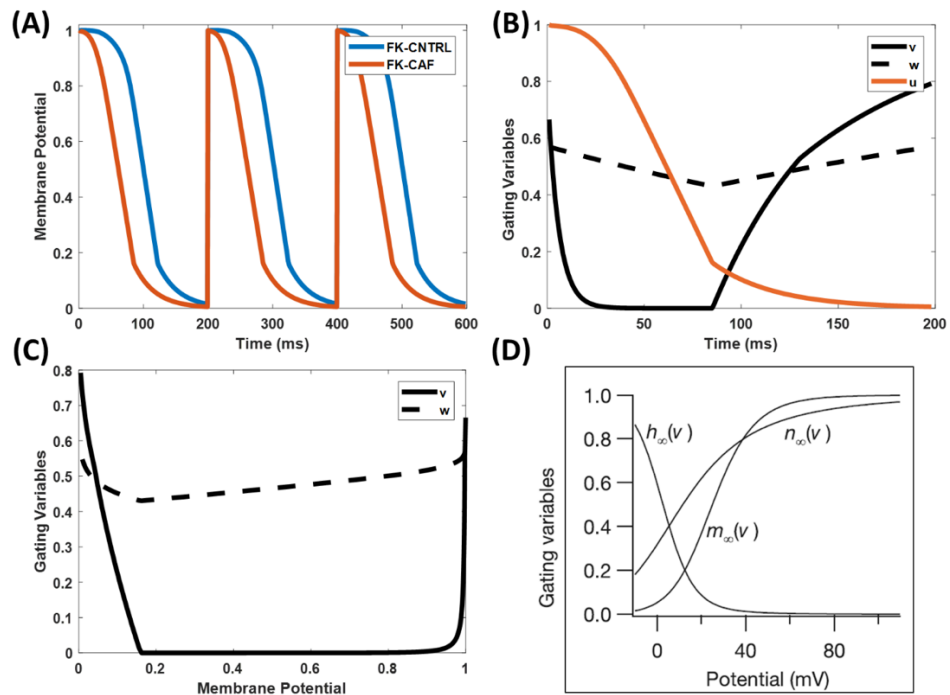 (A)
Membrane Potential
1
0.8
0.6
0.4
0.2
0
0 100 200 300 400 500 600
Time (ms)
FK-CNTRL
FK-CAF
(B)
Gating Variables
1
0.8
0.6
0.4
0.2
0
0 50 100 150 200
Time (ms)
v
w
u
(C)
Gating Variables
0.8
0.7
0.6
0.5
0.4
0.3
0.2
0.1
0
0.2 0.4 0.6 0.8 1
Membrane Potential
v
w
(D)
Gating variables
1.0
0.8
0.6
0.4
0.2
0.0
0 40 80
Potential (mV)
h∞(v)
n∞(v)
m∞(v)